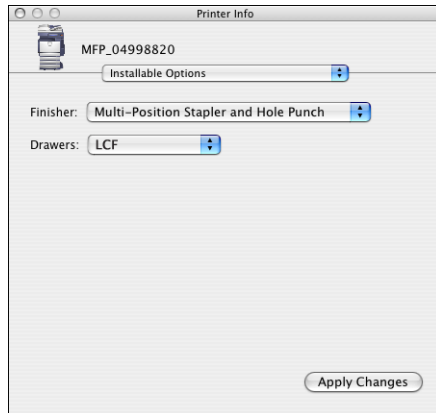 Printer Info
MFP_04998820
Installable Options
Finisher: Multi-Position Stapler and Hole Punch
Drawers: LCF
Apply Changes